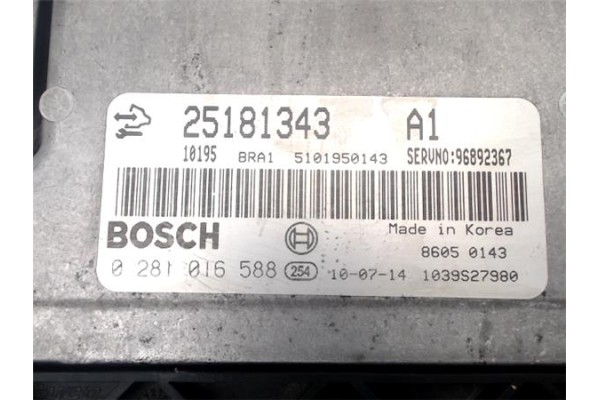 25181343 A1
10195 BRA1 5101950143 SERVNO:96892367
BOSCH Made in Korea
8605 0143
0 281 016 588 254 10-07-14 1039S27980